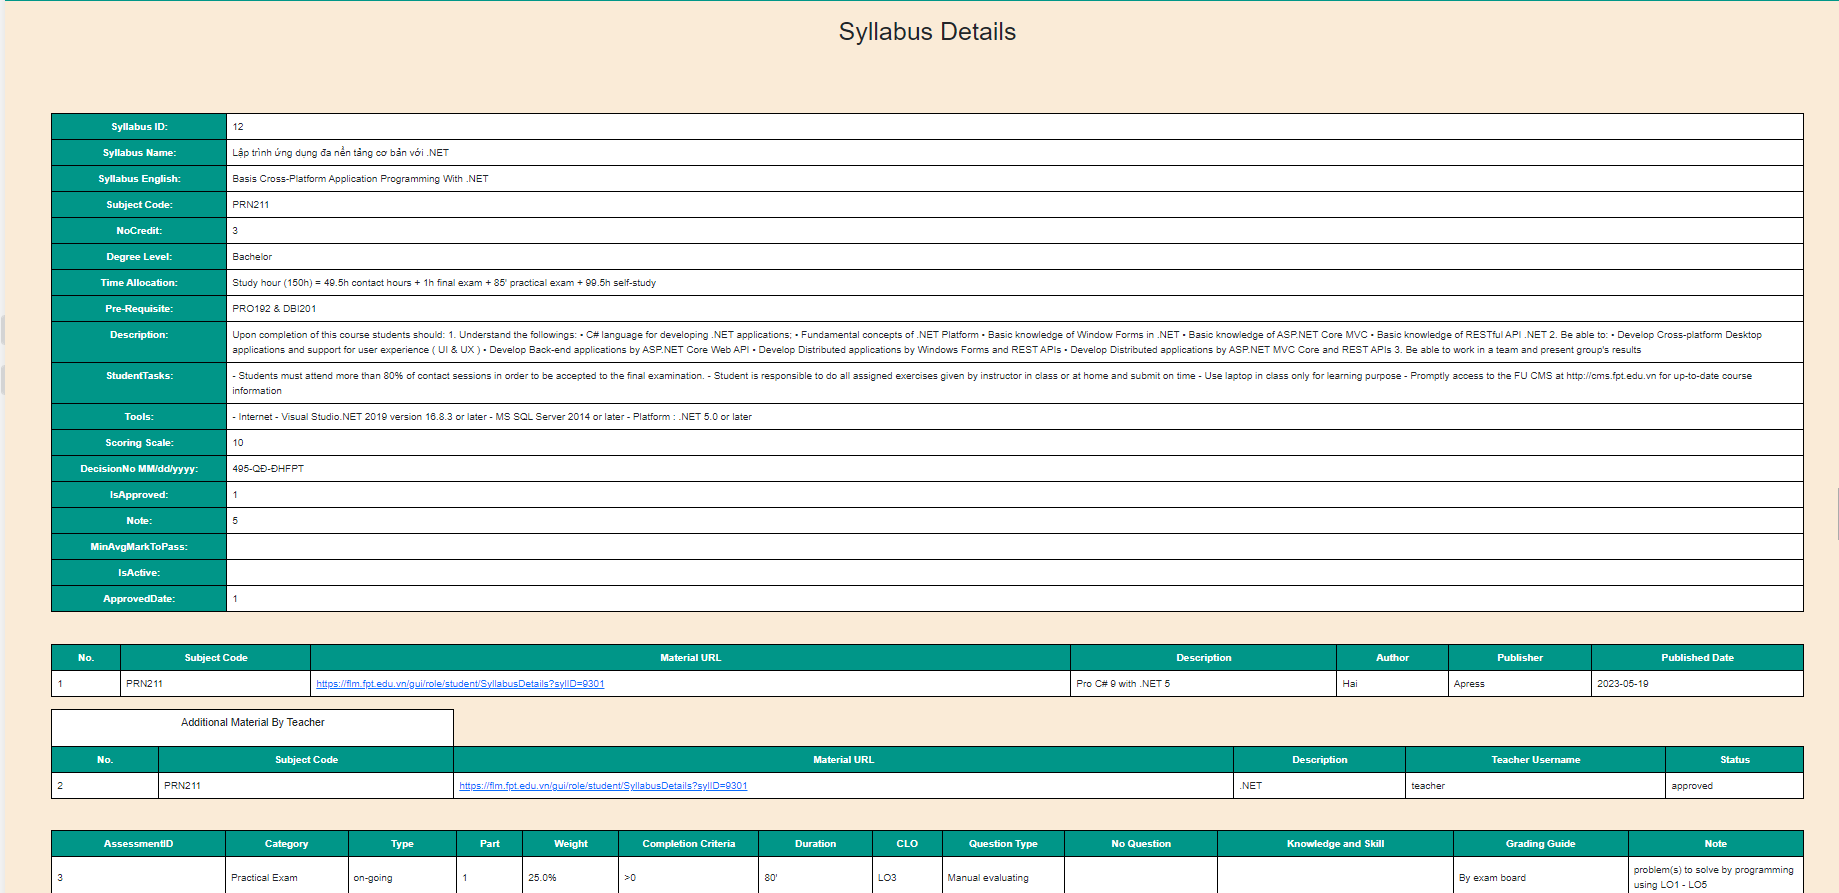 Syllabus Details
Syllabus ID: 12
Syllabus Name: Lập trình ứng dụng đa nền tảng cơ bản với .NET
Syllabus English: Basis Cross-Platform Application Programming With .NET
Subject Code: PRN211
NoCredit: 3
Degree Level: Bachelor
Time Allocation: Study hour (150h) = 49.5h contact hours + 1h final exam + 85' practical exam + 99.5h self-study
Pre-Requisite: PRO192 & DBI201
Description: Upon completion of this course students should: 1. Understand the followings: • C# language for developing .NET applications; • Fundamental concepts of .NET Platform • Basic knowledge of Window Forms in .NET • Basic knowledge of ASP.NET Core MVC • Basic knowledge of RESTful API .NET 2. Be able to: • Develop Cross-platform Desktop
applications and support for user experience ( UI & UX ) • Develop Back-end applications by ASP.NET Core Web API • Develop Distributed applications by Windows Forms and REST APIs • Develop Distributed applications by ASP.NET MVC Core and REST APIs 3. Be able to work in a team and present group's results
StudentTasks: - Students must attend more than 80% of contact sessions in order to be accepted to the final examination. - Student is responsible to do all assigned exercises given by instructor in class or at home and submit on time - Use laptop in class only for learning purpose - Promptly access to the FU CMS at http://cms.fpt.edu.vn for up-to-date course
information
Tools: - Internet - Visual Studio.NET 2019 version 16.8.3 or later - MS SQL Server 2014 or later - Platform : .NET 5.0 or later
Scoring Scale: 10
DecisionNo MM/dd/yyyy: 495-QĐ-ĐHFPT
IsApproved: 1
Note: 5
MinAvgMarkToPass:
IsActive:
ApprovedDate: 1
No. Subject Code Material URL Description Author Publisher Published Date
1 PRN211 https://flm.fpt.edu.vn/gui/role/student/SyllabusDetails?sylID=9301 Pro C# 9 with .NET 5 Hai Apress 2023-05-19
Additional Material By Teacher
No. Subject Code Material URL Description Teacher Username Status
2 PRN211 https://flm.fpt.edu.vn/gui/role/student/SyllabusDetails?sylID=9301 .NET teacher approved
AssessmentID Category Type Part Weight Completion Criteria Duration CLO Question Type No Question Knowledge and Skill Grading Guide Note
3 Practical Exam on-going 1 25.0% >0 80' LO3 Manual evaluating By exam board problem(s) to solve by programming
using LO1 - LO5